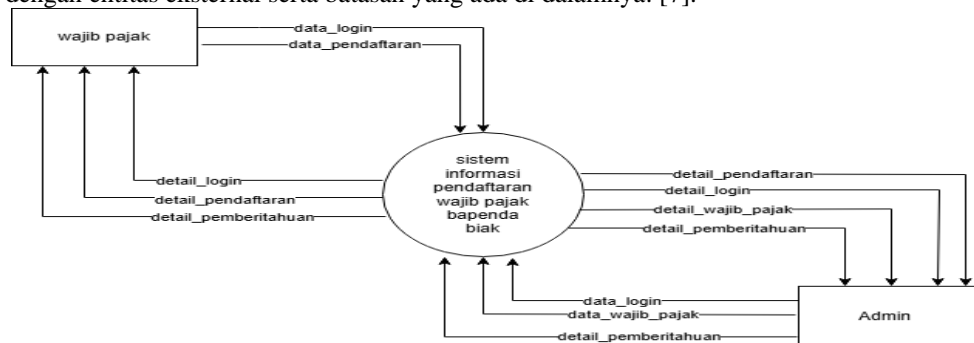 dengan entitas eksternal serta batasan yang ada di dalamnya. [7].
wajib pajak
data_login
data_pendaftaran
detail_login
detail_pendaftaran
detail_pemberitahuan
sistem
informasi
pendaftaran
wajib pajak
bapenda
biak
detail_pendaftaran
detail_login
detail_wajib_pajak
detail_pemberitahuan
data_login
data_wajib_pajak
detail_pemberitahuan
Admin